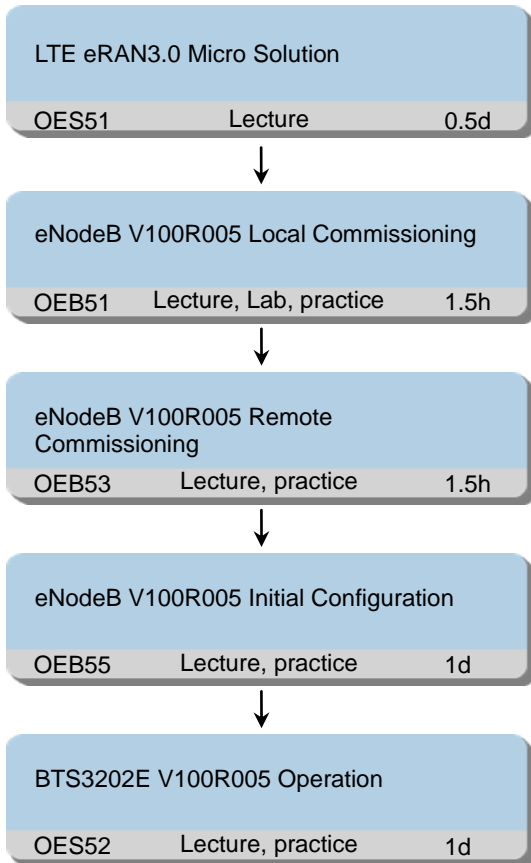 LTE eRAN3.0 Micro Solution
OES51 Lecture 0.5d
eNodeB V100R005 Local Commissioning
OEB51 Lecture, Lab, practice 1.5h
eNodeB V100R005 Remote
Commissioning
OEB53 Lecture, practice 1.5h
eNodeB V100R005 Initial Configuration
OEB55 Lecture, practice 1d
BTS3202E V100R005 Operation
OES52 Lecture, practice 1d